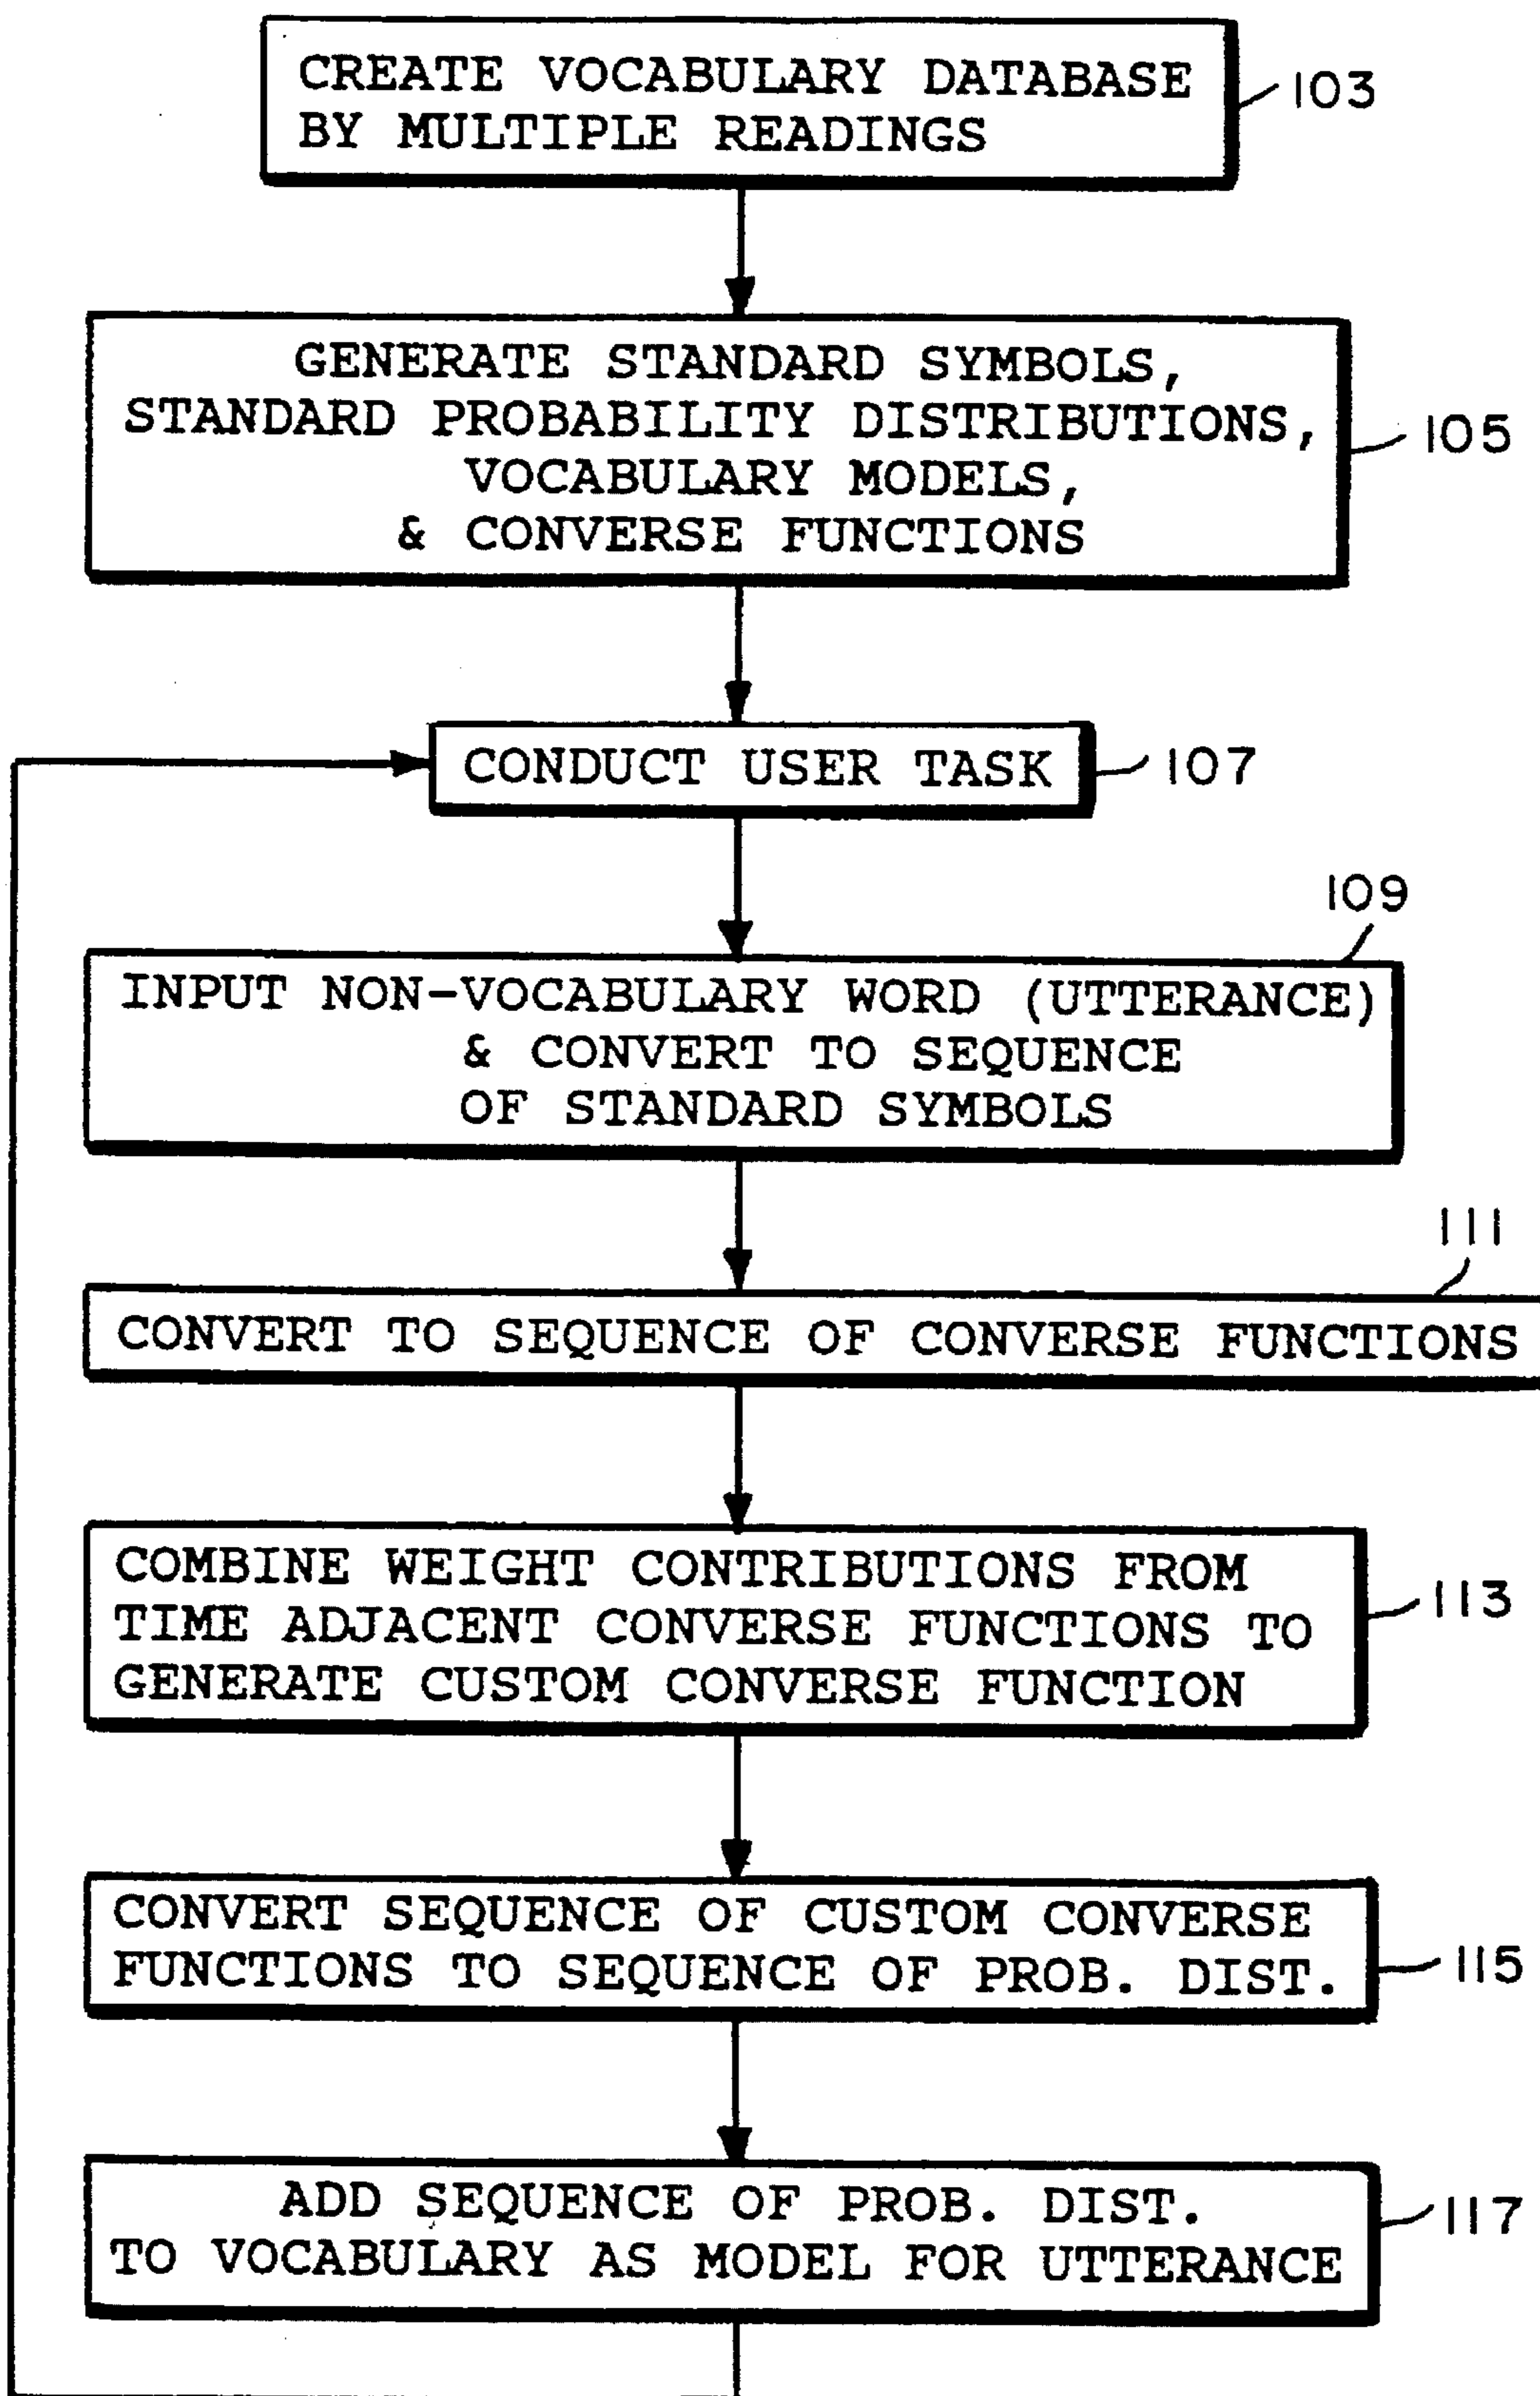 CREATE VOCABULARY DATABASE
BY MULTIPLE READINGS
103
GENERATE STANDARD SYMBOLS,
STANDARD PROBABILITY DISTRIBUTIONS,
VOCABULARY MODELS,
& CONVERSE FUNCTIONS
105
CONDUCT USER TASK
107
109
INPUT NON-VOCABULARY WORD (UTTERANCE)
& CONVERT TO SEQUENCE
OF STANDARD SYMBOLS
111
CONVERT TO SEQUENCE OF CONVERSE FUNCTIONS
COMBINE WEIGHT CONTRIBUTIONS FROM
TIME ADJACENT CONVERSE FUNCTIONS TO
GENERATE CUSTOM CONVERSE FUNCTION
113
CONVERT SEQUENCE OF CUSTOM CONVERSE
FUNCTIONS TO SEQUENCE OF PROB. DIST.
115
ADD SEQUENCE OF PROB. DIST.
TO VOCABULARY AS MODEL FOR UTTERANCE
117